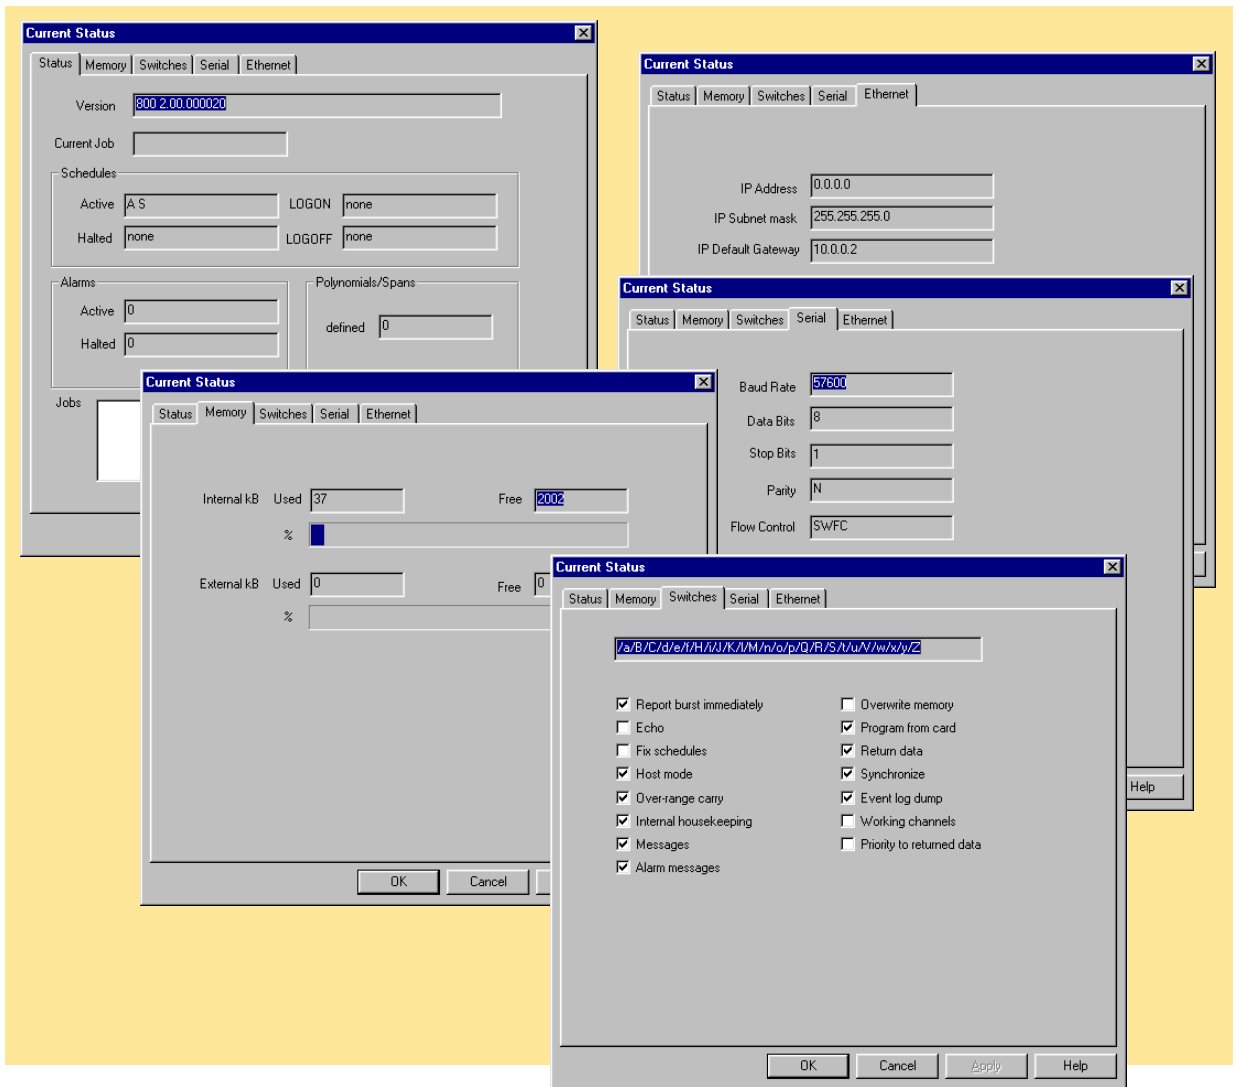 Current Status
Status Memory Switches Serial Ethernet
Version 800 2.00.000020
Current Job
Schedules
Active A S LOGON none
Halted none LOGOFF none
Alarms Polynomials/Spans
Active 0
defined 0
Halted 0
Jobs
Current Status
Status Memory Switches Serial Ethernet
IP Address 0.0.0.0
IP Subnet mask 255.255.255.0
IP Default Gateway 10.0.0.2
Current Status
Status Memory Switches Serial Ethernet
Baud Rate 57600
Data Bits 8
Stop Bits 1
Parity N
Flow Control SWFC
Help
Current Status
Status Memory Switches Serial Ethernet
Internal kB Used 37 Free 2002
%
External kB Used 0 Free 0
%
OK Cancel
Current Status
Status Memory Switches Serial Ethernet
/a/B/C/d/e/f/H/i/J/K/l/M/n/o/p/Q/R/S/t/u/V/w/x/y/Z
Report burst immediately Overwrite memory
Echo Program from card
Fix schedules Return data
Host mode Synchronize
Over-range carry Event log dump
Internal housekeeping Working channels
Messages Priority to returned data
Alarm messages
OK Cancel Apply Help